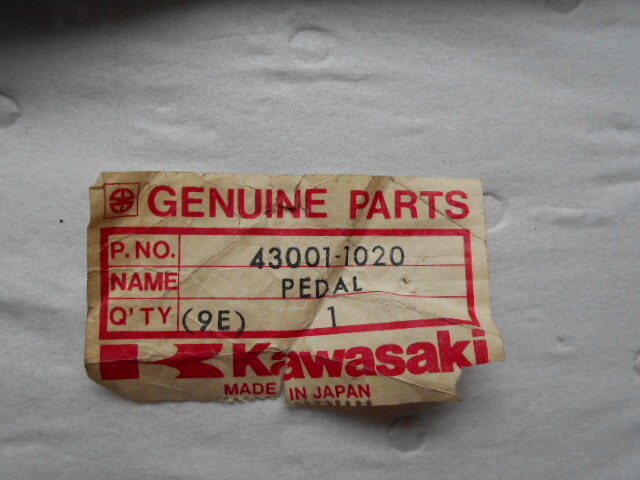 GENUINE PARTS
P. NO. 43001-1020
NAME PEDAL
Q'TY (9E) 1
Kawasaki
MADE IN JAPAN